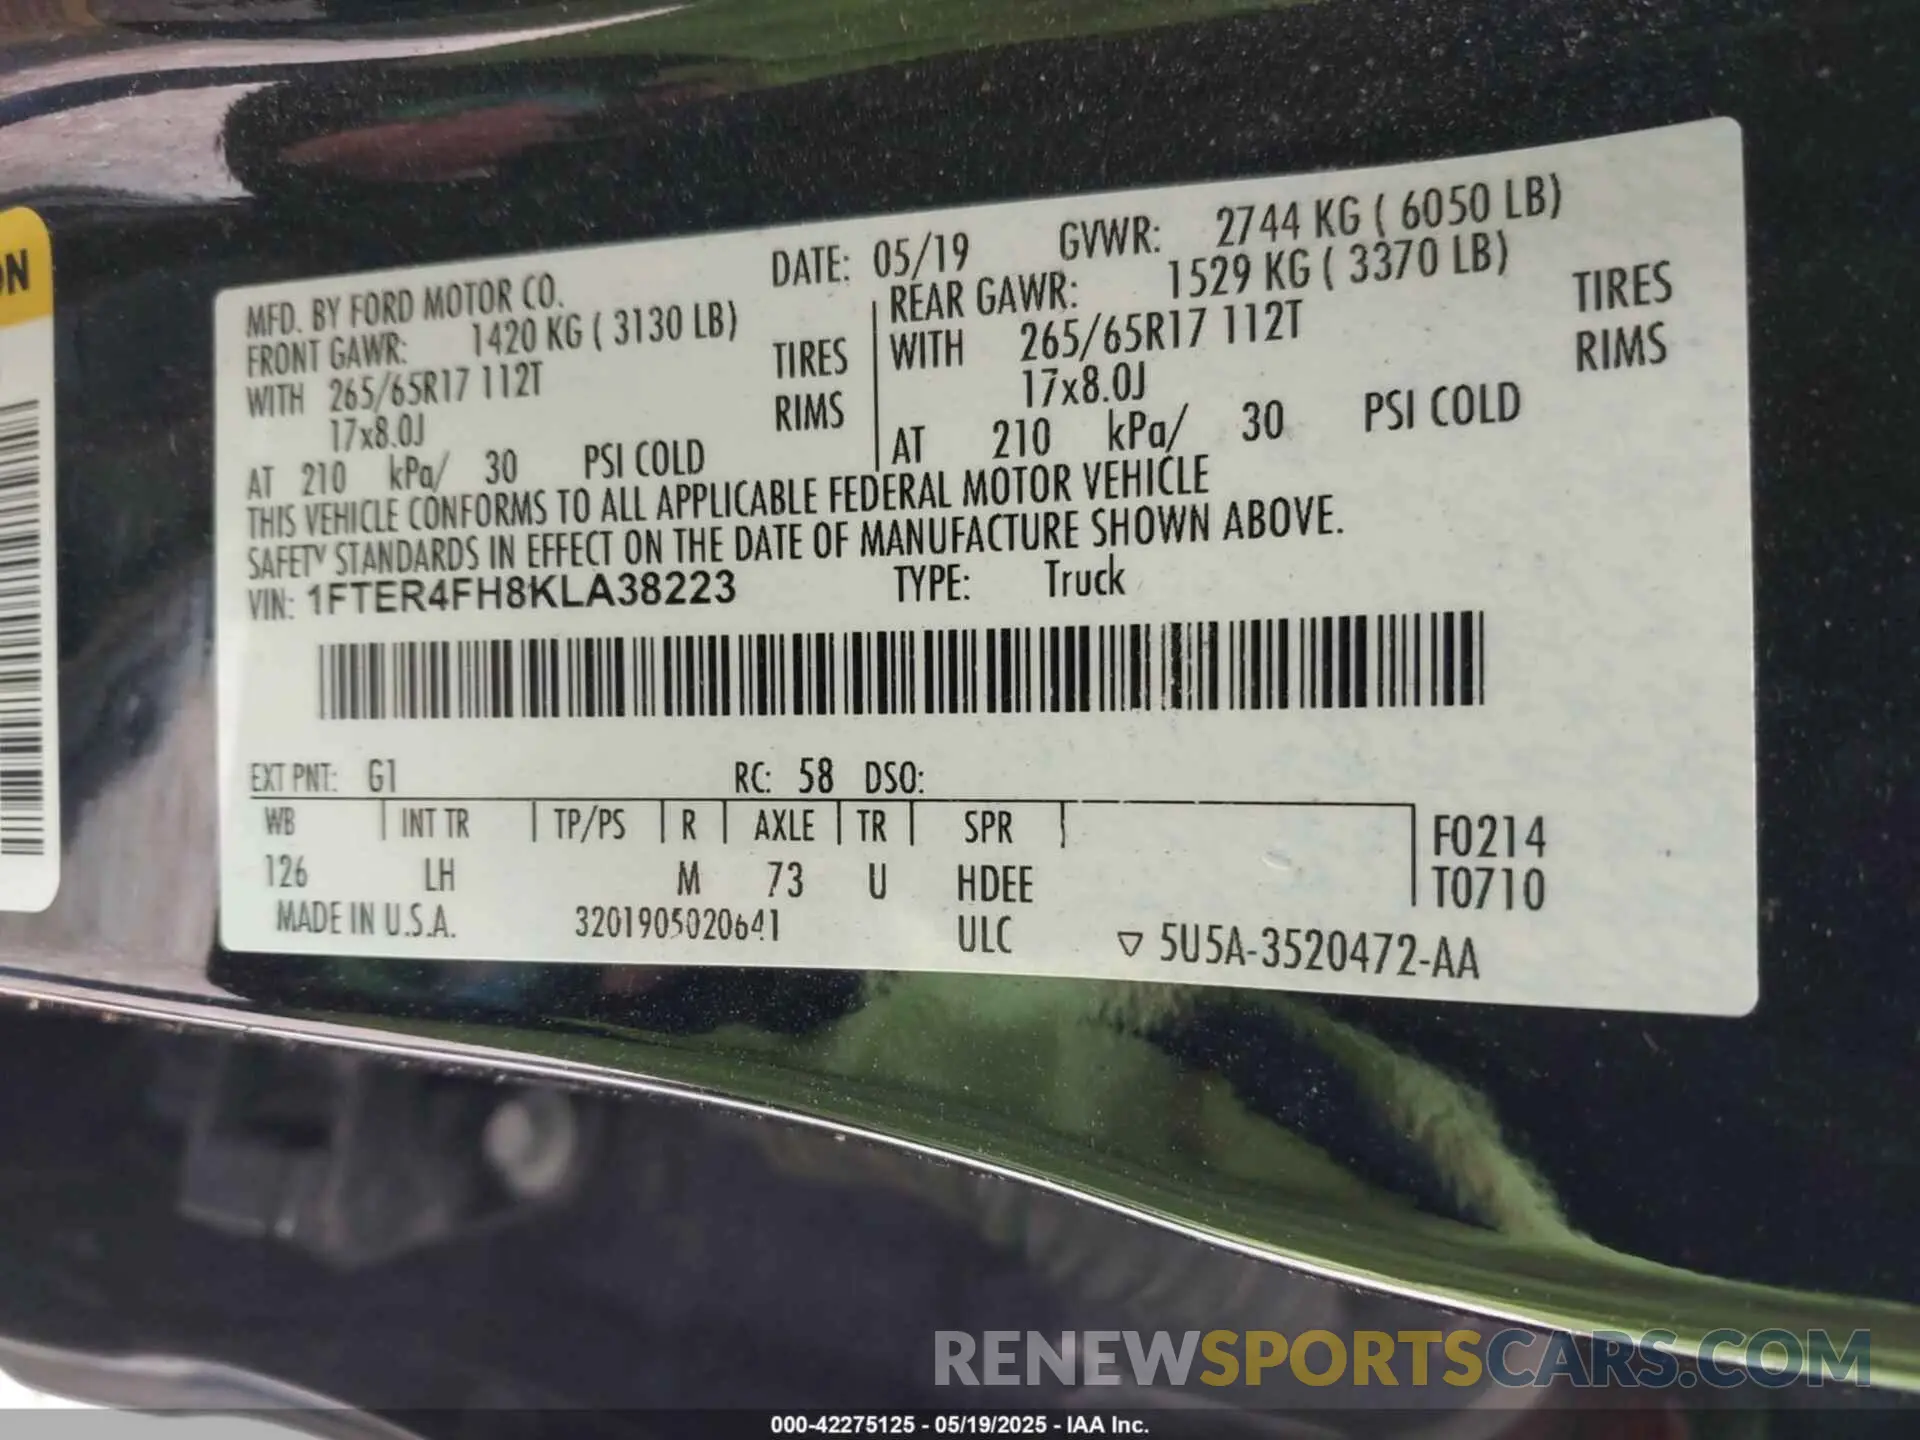 ON
MFD. BY FORD MOTOR CO. DATE: 05/19 GVWR: 2744 KG ( 6050 LB)
FRONT GAWR: 1420 KG ( 3130 LB) REAR GAWR: 1529 KG ( 3370 LB)
WITH 265/65R17 112T TIRES WITH 265/65R17 112T TIRES
17x8.0J RIMS 17x8.0J RIMS
AT 210 kPa/ 30 PSI COLD AT 210 kPa/ 30 PSI COLD
THIS VEHICLE CONFORMS TO ALL APPLICABLE FEDERAL MOTOR VEHICLE
SAFETY STANDARDS IN EFFECT ON THE DATE OF MANUFACTURE SHOWN ABOVE.
VIN: 1FTER4FH8KLA38223 TYPE: Truck
EXT PNT: G1 RC: 58 DSO:
WB INT TR TP/PS R AXLE TR SPR F0214
126 LH M 73 U HDEE T0710
MADE IN U.S.A. 3201905020641 ULC ▽ 5U5A-3520472-AA
RENEWSPORTSCARS.COM
000-42275125 - 05/19/2025 - IAA Inc.